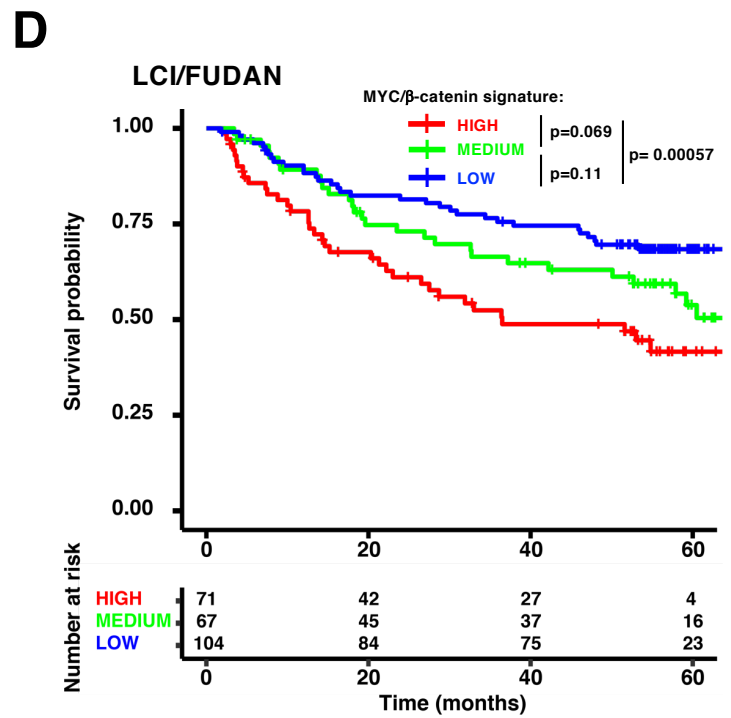 D
LCI/FUDAN
MYC/β-catenin signature:
HIGH
MEDIUM
LOW
p=0.069
p=0.11
p= 0.00057
Survival probability
1.00
0.75
0.50
0.25
0.00
0 20 40 60
Number at risk
HIGH 71 42 27 4
MEDIUM 67 45 37 16
LOW 104 84 75 23
0 20 40 60
Time (months)